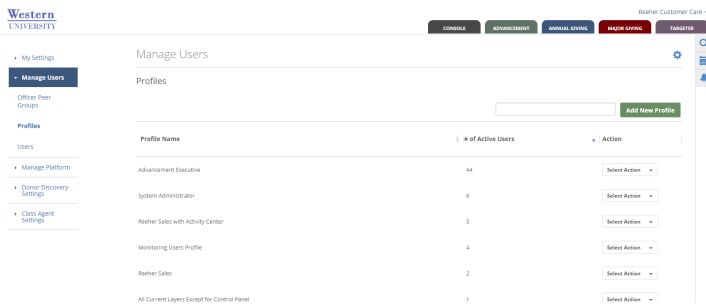 Western
UNIVERSITY
Reeher Customer Care
CONSOLE
ADVANCEMENT
ANNUAL GIVING
MAJOR GIVING
TARGETER
My Settings
Manage Users
Officer Peer
Groups
Profiles
Users
Manage Platform
Donor Discovery
Settings
Class Agent
Settings
Manage Users
Profiles
Add New Profile
Profile Name # of Active Users Action
Advancement Executive 44 Select Action
System Administrator 6 Select Action
Reeher Sales with Activity Center 5 Select Action
Monitoring Users Profile 4 Select Action
Reeher Sales 2 Select Action
All Current Layers Except for Control Panel 1 Select Action